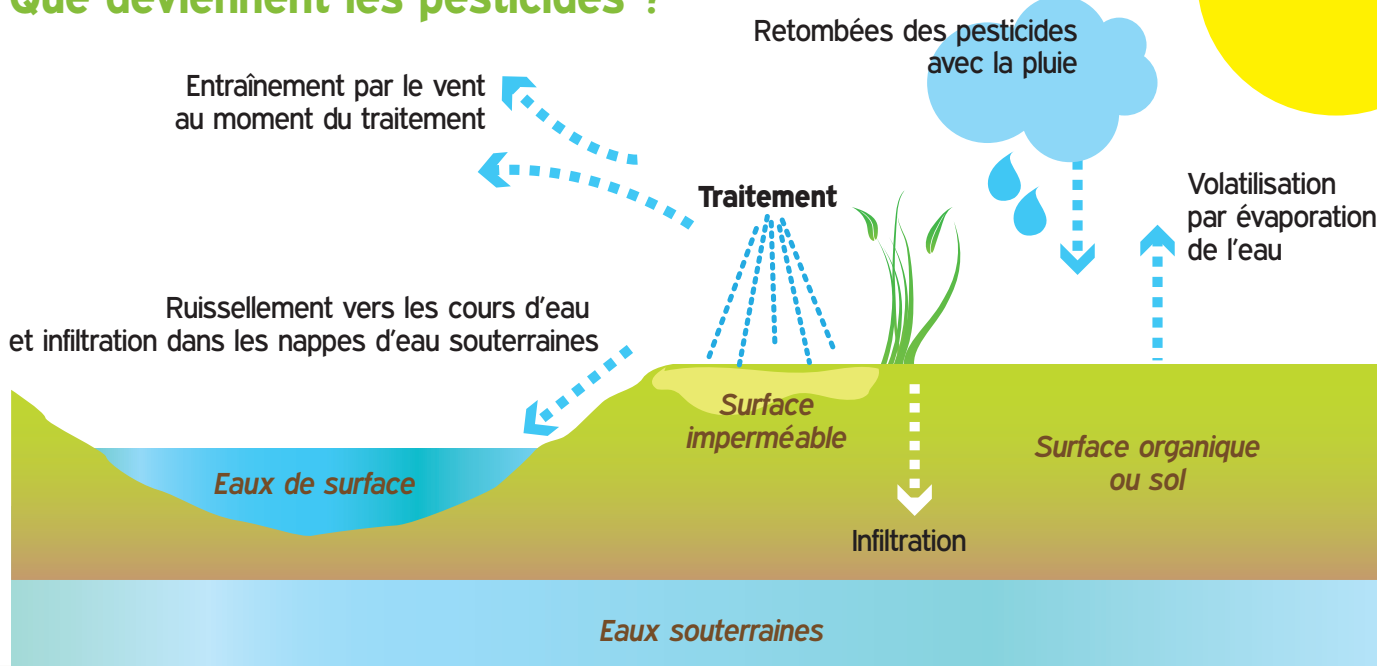 Que deviennent les pesticides ?
Retombées des pesticides
avec la pluie
Entraînement par le vent
au moment du traitement
Traitement
Volatilisation
par évaporation
de l'eau
Ruissellement vers les cours d'eau
et infiltration dans les nappes d'eau souterraines
Surface
imperméable
Surface organique
ou sol
Eaux de surface
Infiltration
Eaux souterraines